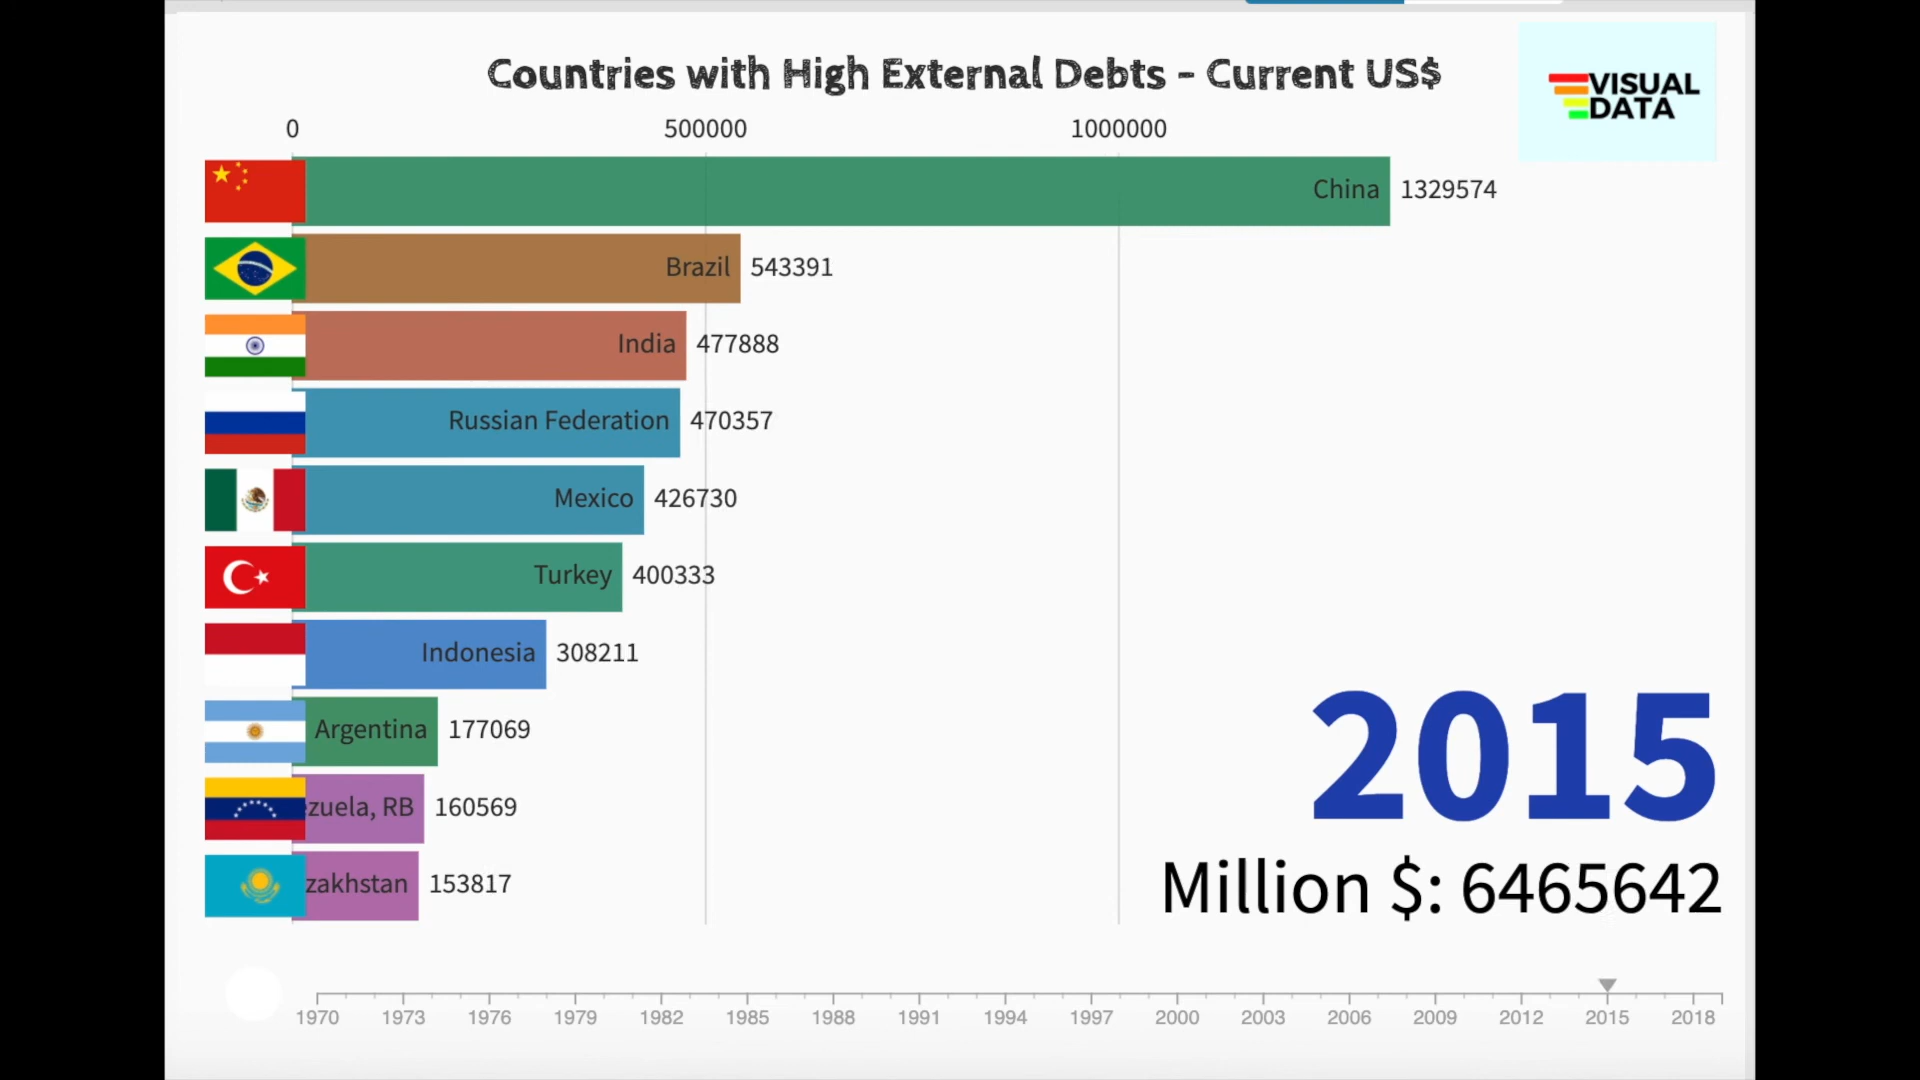 Countries with High External Debts - Current US$
VISUAL
DATA
0 500000 1000000
China 1329574
Brazil 543391
India 477888
Russian Federation 470357
Mexico 426730
Turkey 400333
Indonesia 308211
Argentina 177069
zuela, RB 160569
zakhstan 153817
2015
Million $: 6465642
1970 1973 1976 1979 1982 1985 1988 1991 1994 1997 2000 2003 2006 2009 2012 2015 2018